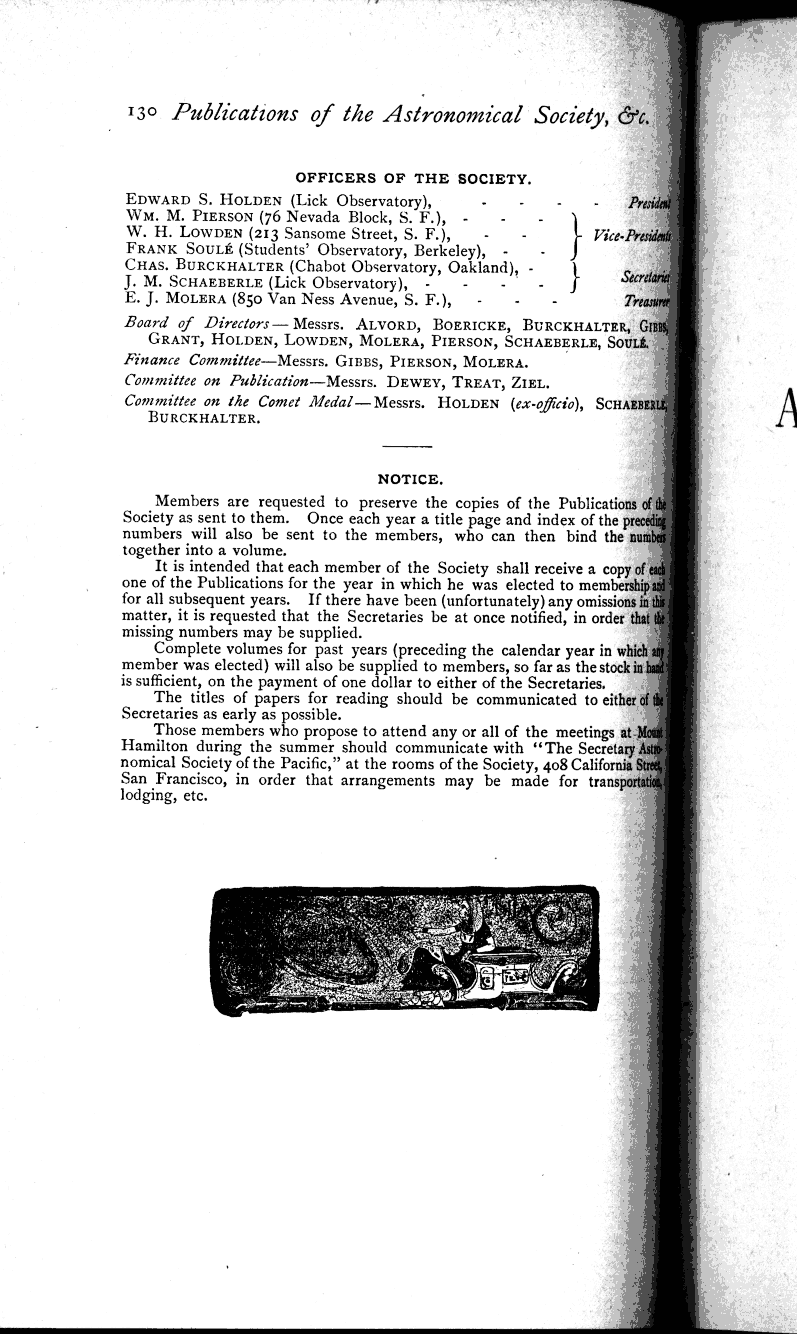 130 Publications of the Astronomical Society, &c.
OFFICERS OF THE SOCIETY.
EDWARD S. HOLDEN (Lick Observatory), - - - - President
WM. M. PIERSON (76 Nevada Block, S. F.), - - -
W. H. LOWDEN (213 Sansome Street, S. F.), - - Vice-Presidents
FRANK SOULÉ (Students' Observatory, Berkeley), - -
CHAS. BURCKHALTER (Chabot Observatory, Oakland), -
J. M. SCHAEBERLE (Lick Observatory), - - - - Secretaries
E. J. MOLERA (850 Van Ness Avenue, S. F.), - - - Treasurer
Board of Directors—Messrs. ALVORD, BOERICKE, BURCKHALTER, GIBBS,
GRANT, HOLDEN, LOWDEN, MOLERA, PIERSON, SCHAEBERLE, SOULÉ.
Finance Committee—Messrs. GIBBS, PIERSON, MOLERA.
Committee on Publication—Messrs. DEWEY, TREAT, ZIEL.
Committee on the Comet Medal—Messrs. HOLDEN (ex-officio), SCHAEBERLE,
BURCKHALTER.
NOTICE.
Members are requested to preserve the copies of the Publications of the
Society as sent to them. Once each year a title page and index of the preceding
numbers will also be sent to the members, who can then bind the numbers
together into a volume.
It is intended that each member of the Society shall receive a copy of each
one of the Publications for the year in which he was elected to membership and
for all subsequent years. If there have been (unfortunately) any omissions in this
matter, it is requested that the Secretaries be at once notified, in order that the
missing numbers may be supplied.
Complete volumes for past years (preceding the calendar year in which any
member was elected) will also be supplied to members, so far as the stock in hand
is sufficient, on the payment of one dollar to either of the Secretaries.
The titles of papers for reading should be communicated to either of the
Secretaries as early as possible.
Those members who propose to attend any or all of the meetings at Mount
Hamilton during the summer should communicate with "The Secretary Astro-
nomical Society of the Pacific," at the rooms of the Society, 408 California Street,
San Francisco, in order that arrangements may be made for transportation,
lodging, etc.
A